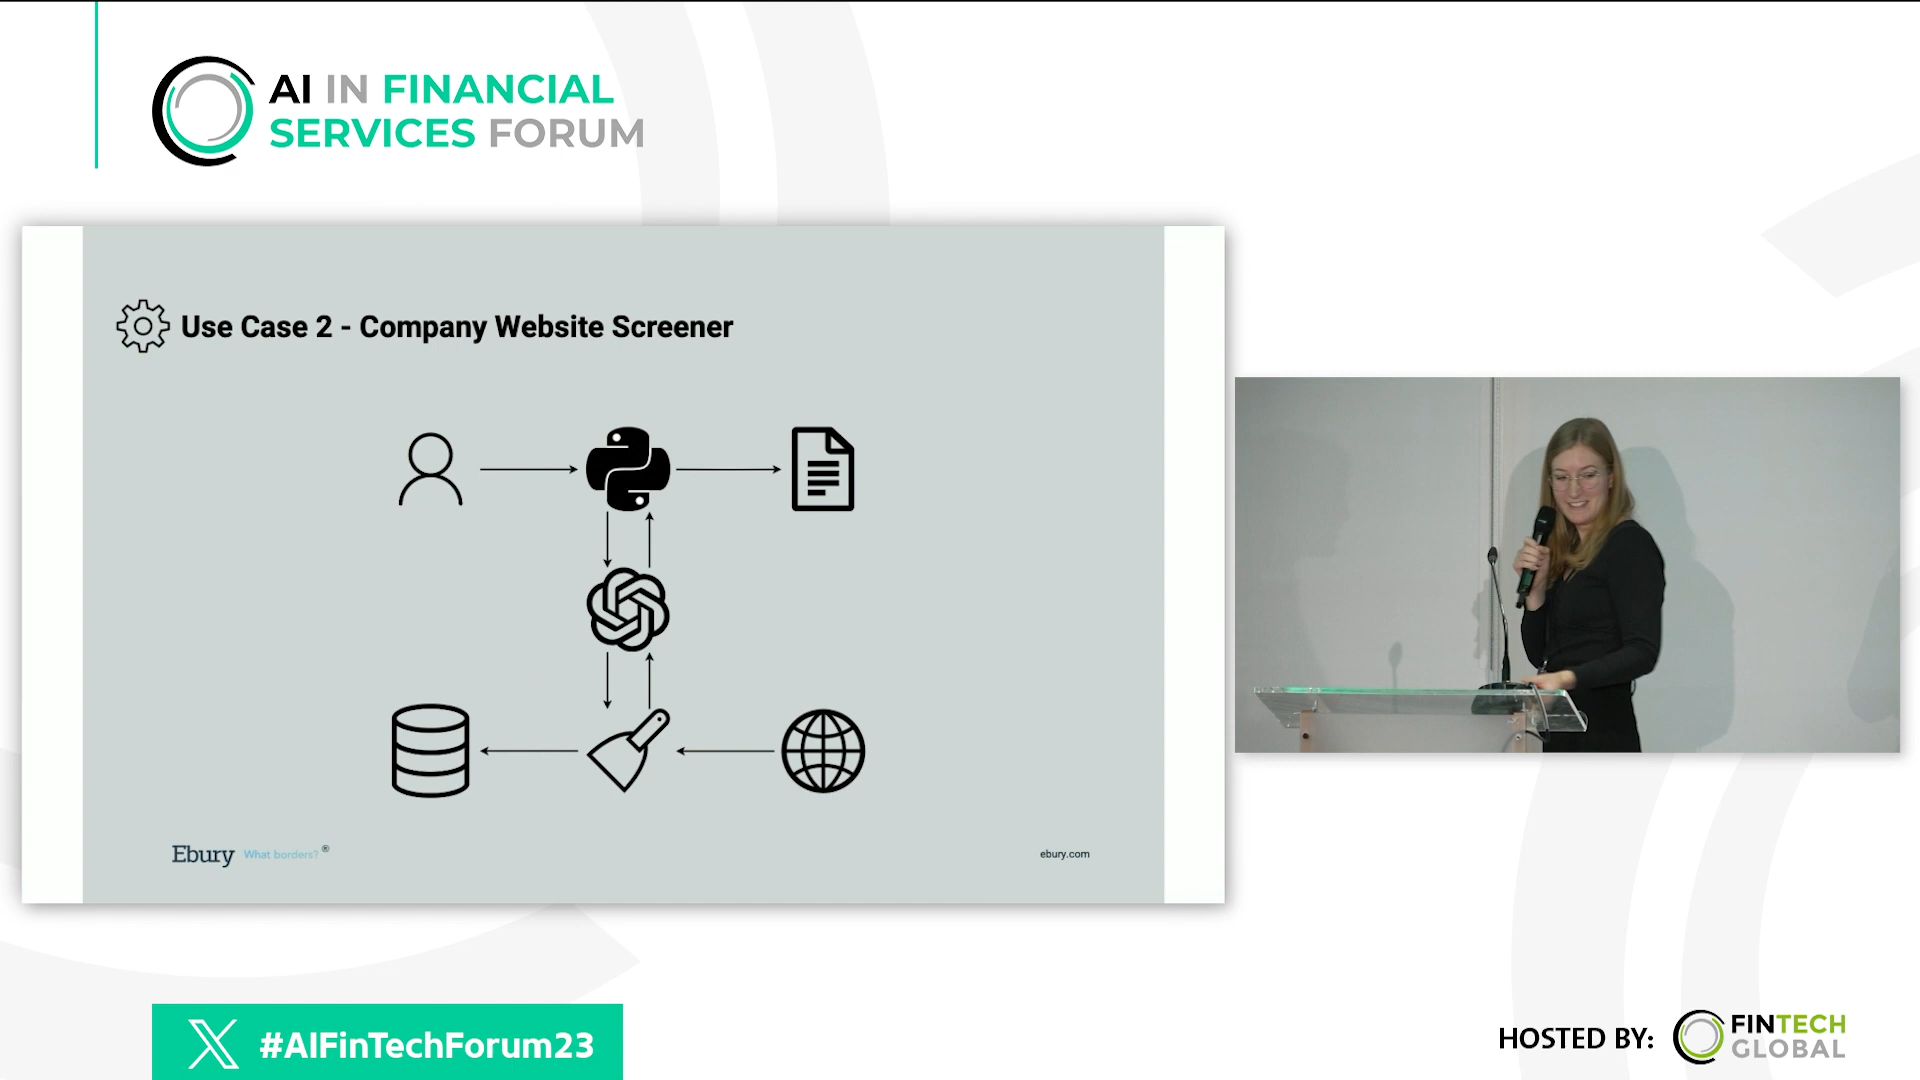 AI IN FINANCIAL
SERVICES FORUM
Use Case 2 - Company Website Screener
Ebury What borders? ®
ebury.com
X #AIFinTechForum23
HOSTED BY: FINTECH
GLOBAL